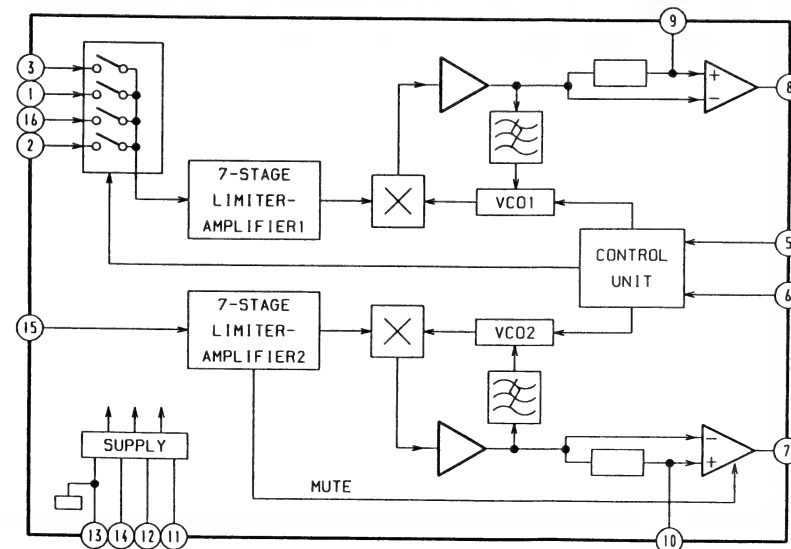 9
3
1
16
2
+
−
8
7-STAGE
LIMITER-
AMPLIFIER1
VCO1
5
CONTROL
UNIT
6
7-STAGE
LIMITER-
AMPLIFIER2
15
VCO2
SUPPLY
−
+
7
MUTE
13 14 12 11
10